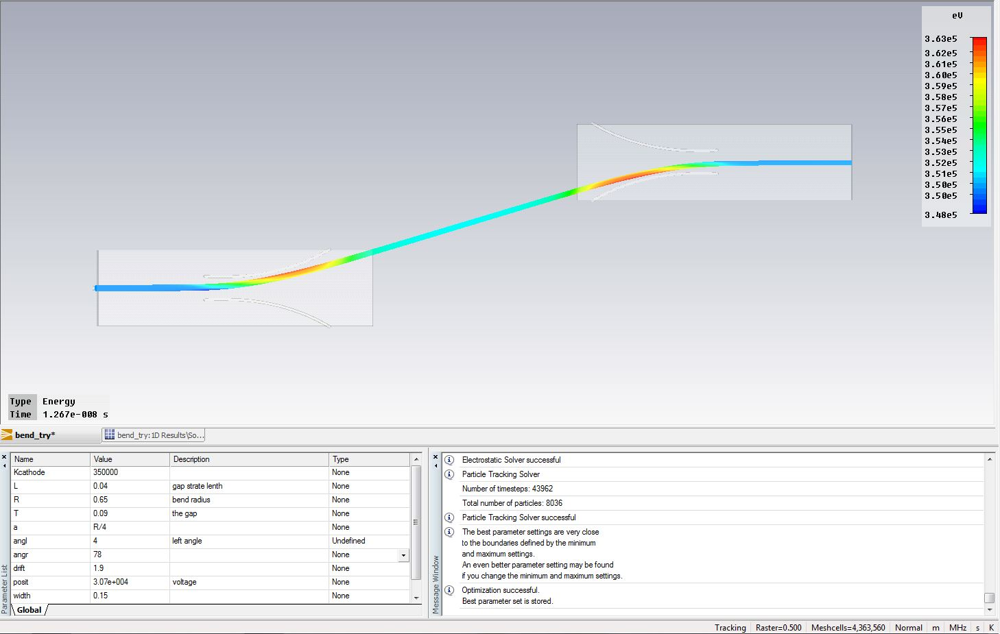 eV
3.63e5
3.62e5
3.61e5
3.60e5
3.59e5
3.58e5
3.57e5
3.56e5
3.55e5
3.54e5
3.53e5
3.52e5
3.51e5
3.50e5
3.50e5
3.48e5
Type Energy
Time 1.267e-008 s
bend_try*
bend_try:1D Results\So...
Parameter List
Name Value Description Type
Kcathode 350000 None
L 0.04 gap strate lenth None
R 0.65 bend radius None
T 0.09 the gap None
a R/4 None
angl 4 left angle Undefined
angr 78 None
drift 1.9 None
posit 3.07e+004 voltage None
width 0.15 None
Global
Message Window
Electrostatic Solver successful
Particle Tracking Solver
Number of timesteps: 43962
Total number of particles: 8036
Particle Tracking Solver successful
The best parameter settings are very close
to the boundaries defined by the minimum
and maximum settings.
An even better parameter setting may be found
if you change the minimum and maximum settings.
Optimization successful.
Best parameter set is stored.
Tracking Raster=0.500 Meshcells=4,363,560 Normal m MHz s K